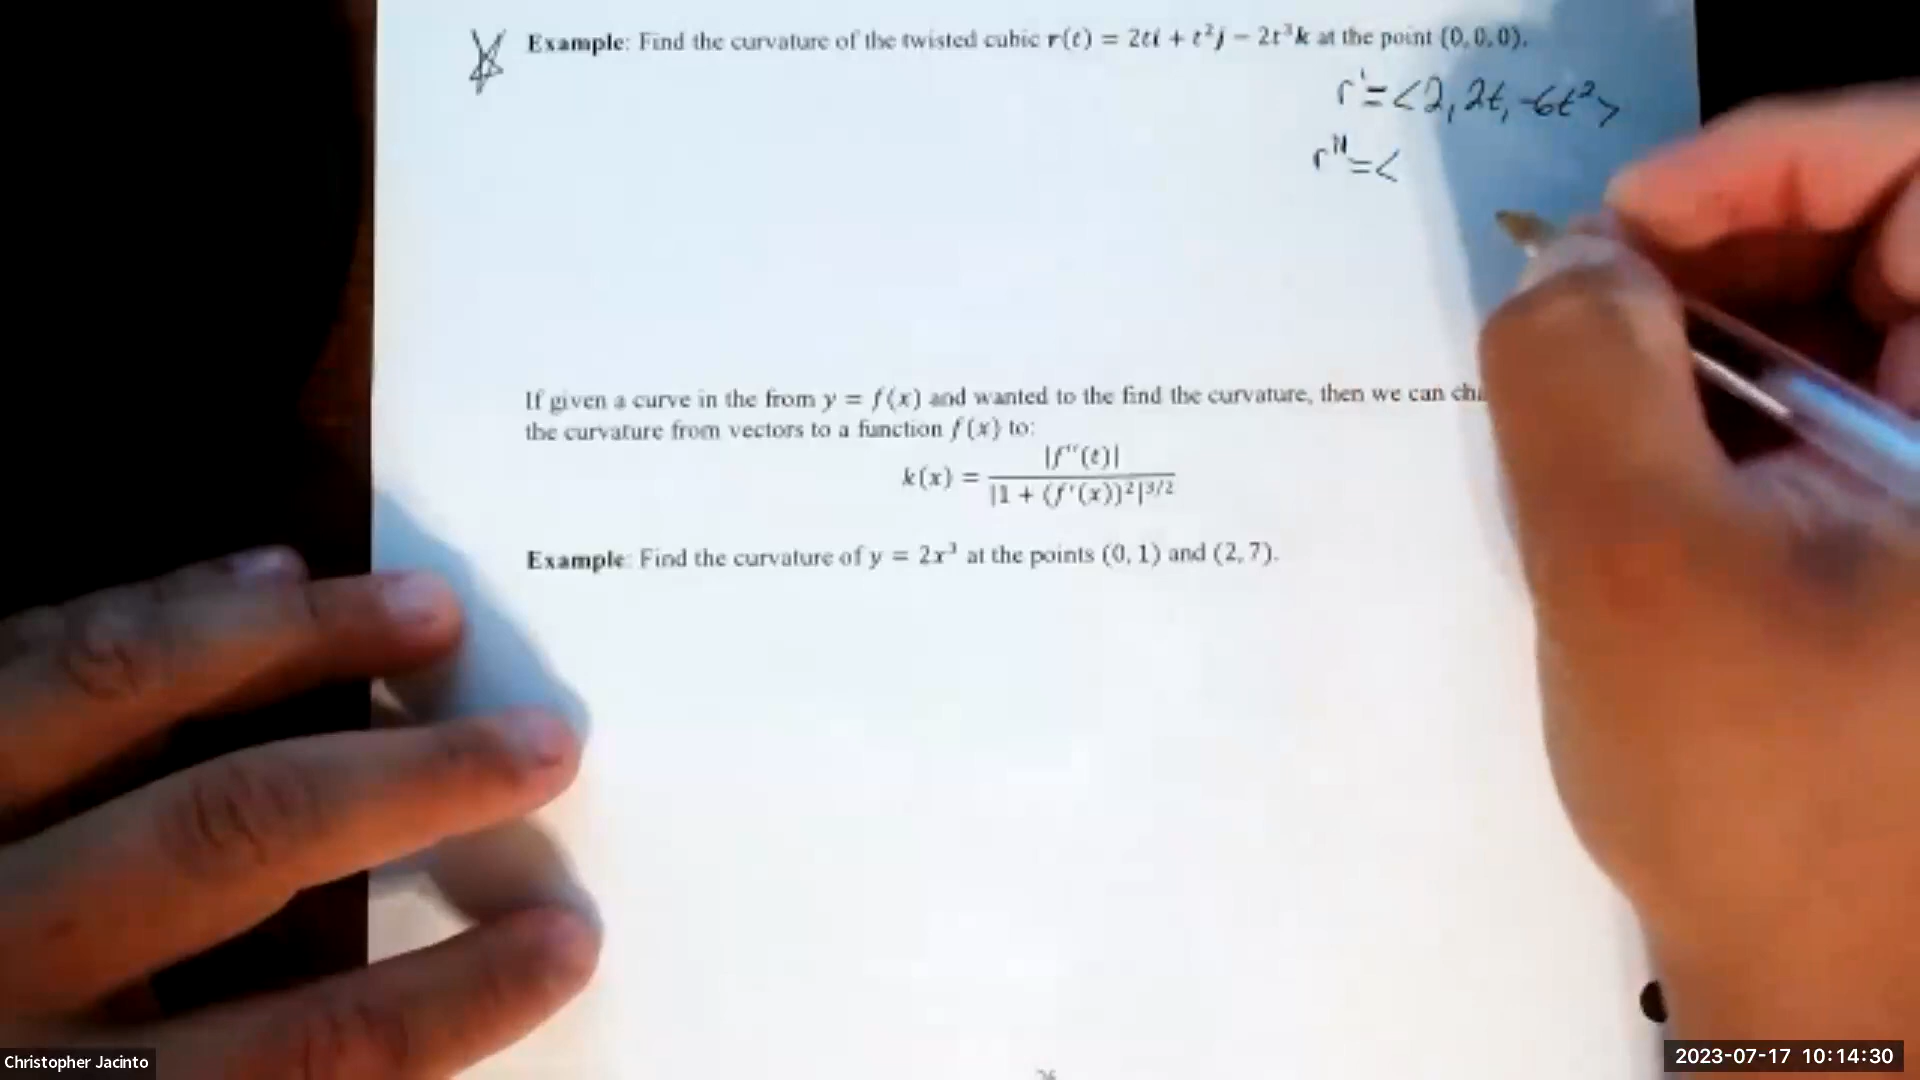 Example: Find the curvature of the twisted cubic r(t) = 2ti + t²j − 2t³k at the point (0,0,0).
r' = <2, 2t, -6t²>
r'' = <
If given a curve in the from y = f(x) and wanted to the find the curvature, then we can
the curvature from vectors to a function f(x) to:
k(x) = |f''(t)| / |1 + (f'(x))²|^3/2
Example: Find the curvature of y = 2x³ at the points (0, 1) and (2, 7).
Christopher Jacinto
2023-07-17 10:14:30